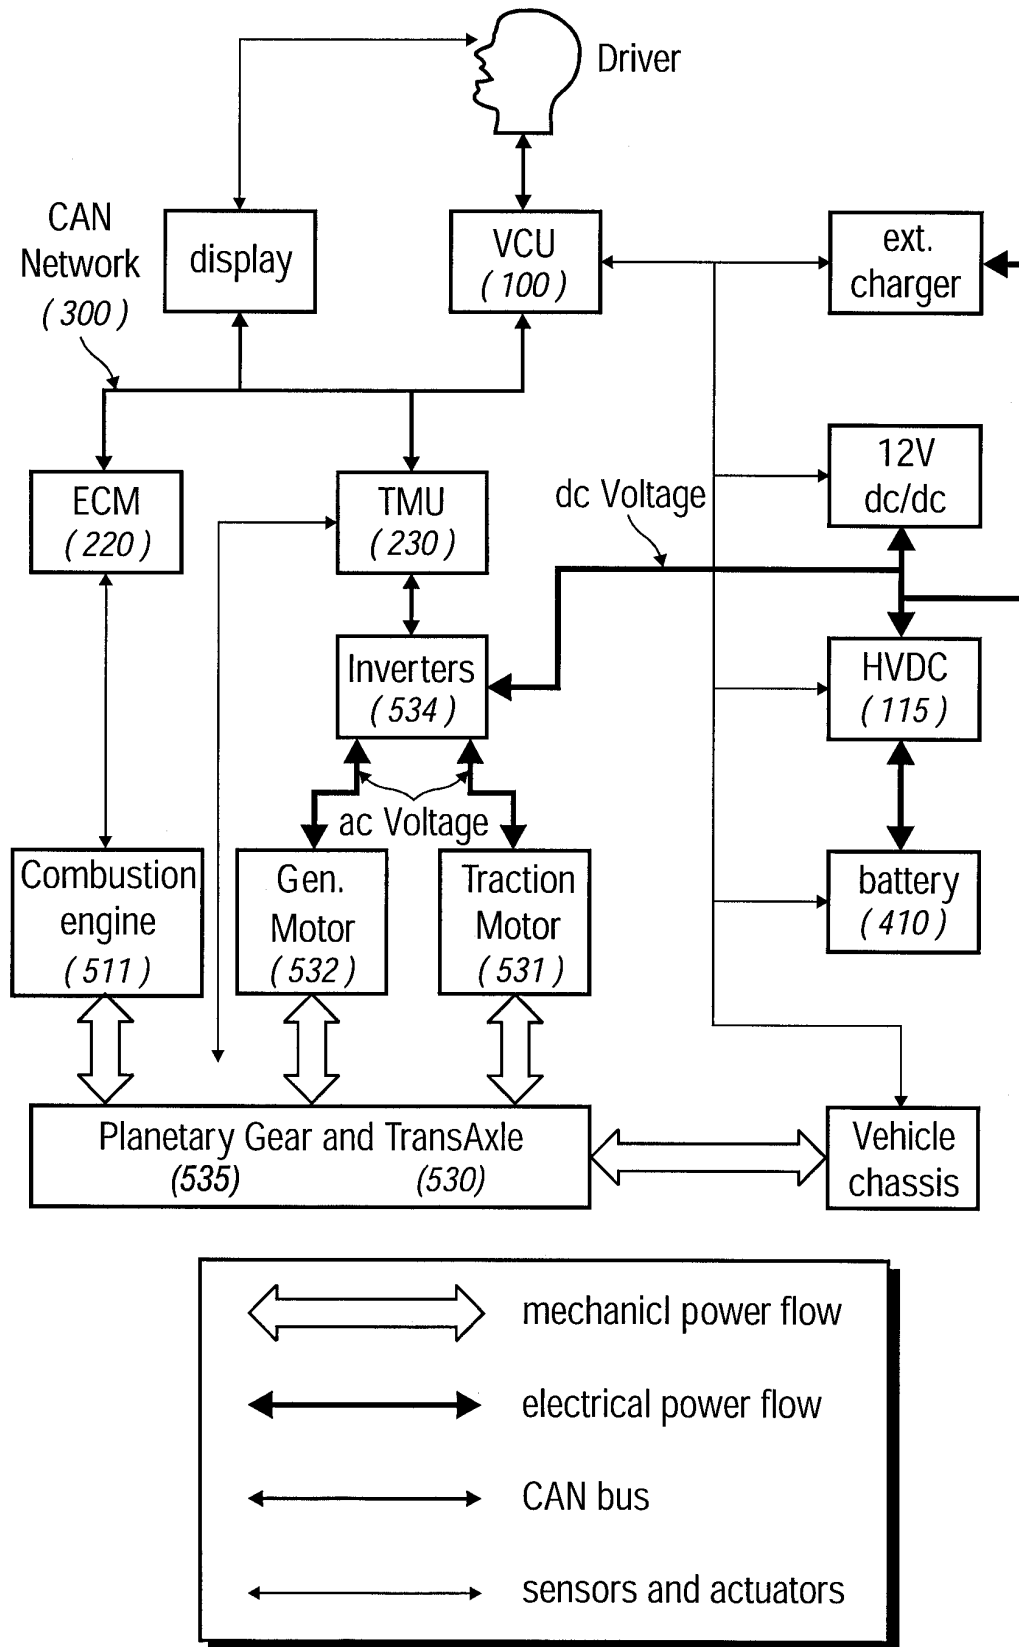 Driver
CAN
Network
(300)
display
VCU
(100)
ext.
charger
ECM
(220)
TMU
(230)
dc Voltage
12V
dc/dc
Inverters
(534)
HVDC
(115)
ac Voltage
Combustion
engine
(511)
Gen.
Motor
(532)
Traction
Motor
(531)
battery
(410)
Planetary Gear and TransAxle
(535) (530)
Vehicle
chassis
mechanicl power flow
electrical power flow
CAN bus
sensors and actuators